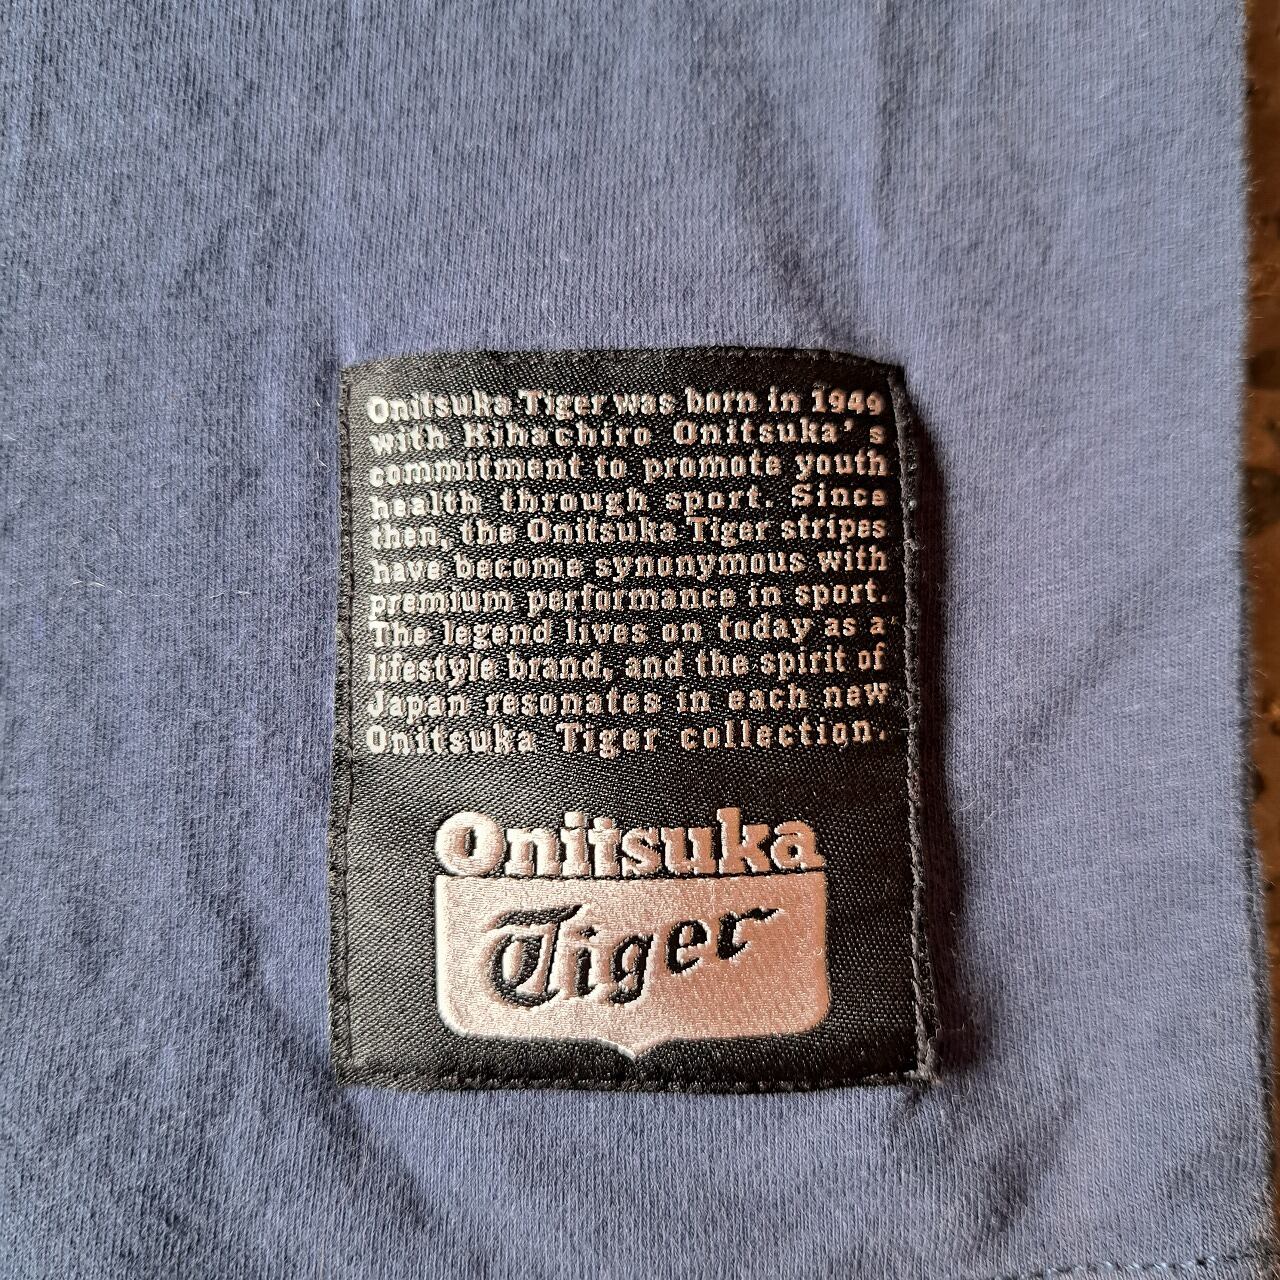 Onitsuka Tiger was born in 1949
with Kihachiro Onitsuka's
commitment to promote youth
health through sport. Since
then, the Onitsuka Tiger stripes
have become synonymous with
premium performance in sport.
The legend lives on today as a
lifestyle brand, and the spirit of
Japan resonates in each new
Onitsuka Tiger collection.
Onitsuka
Tiger